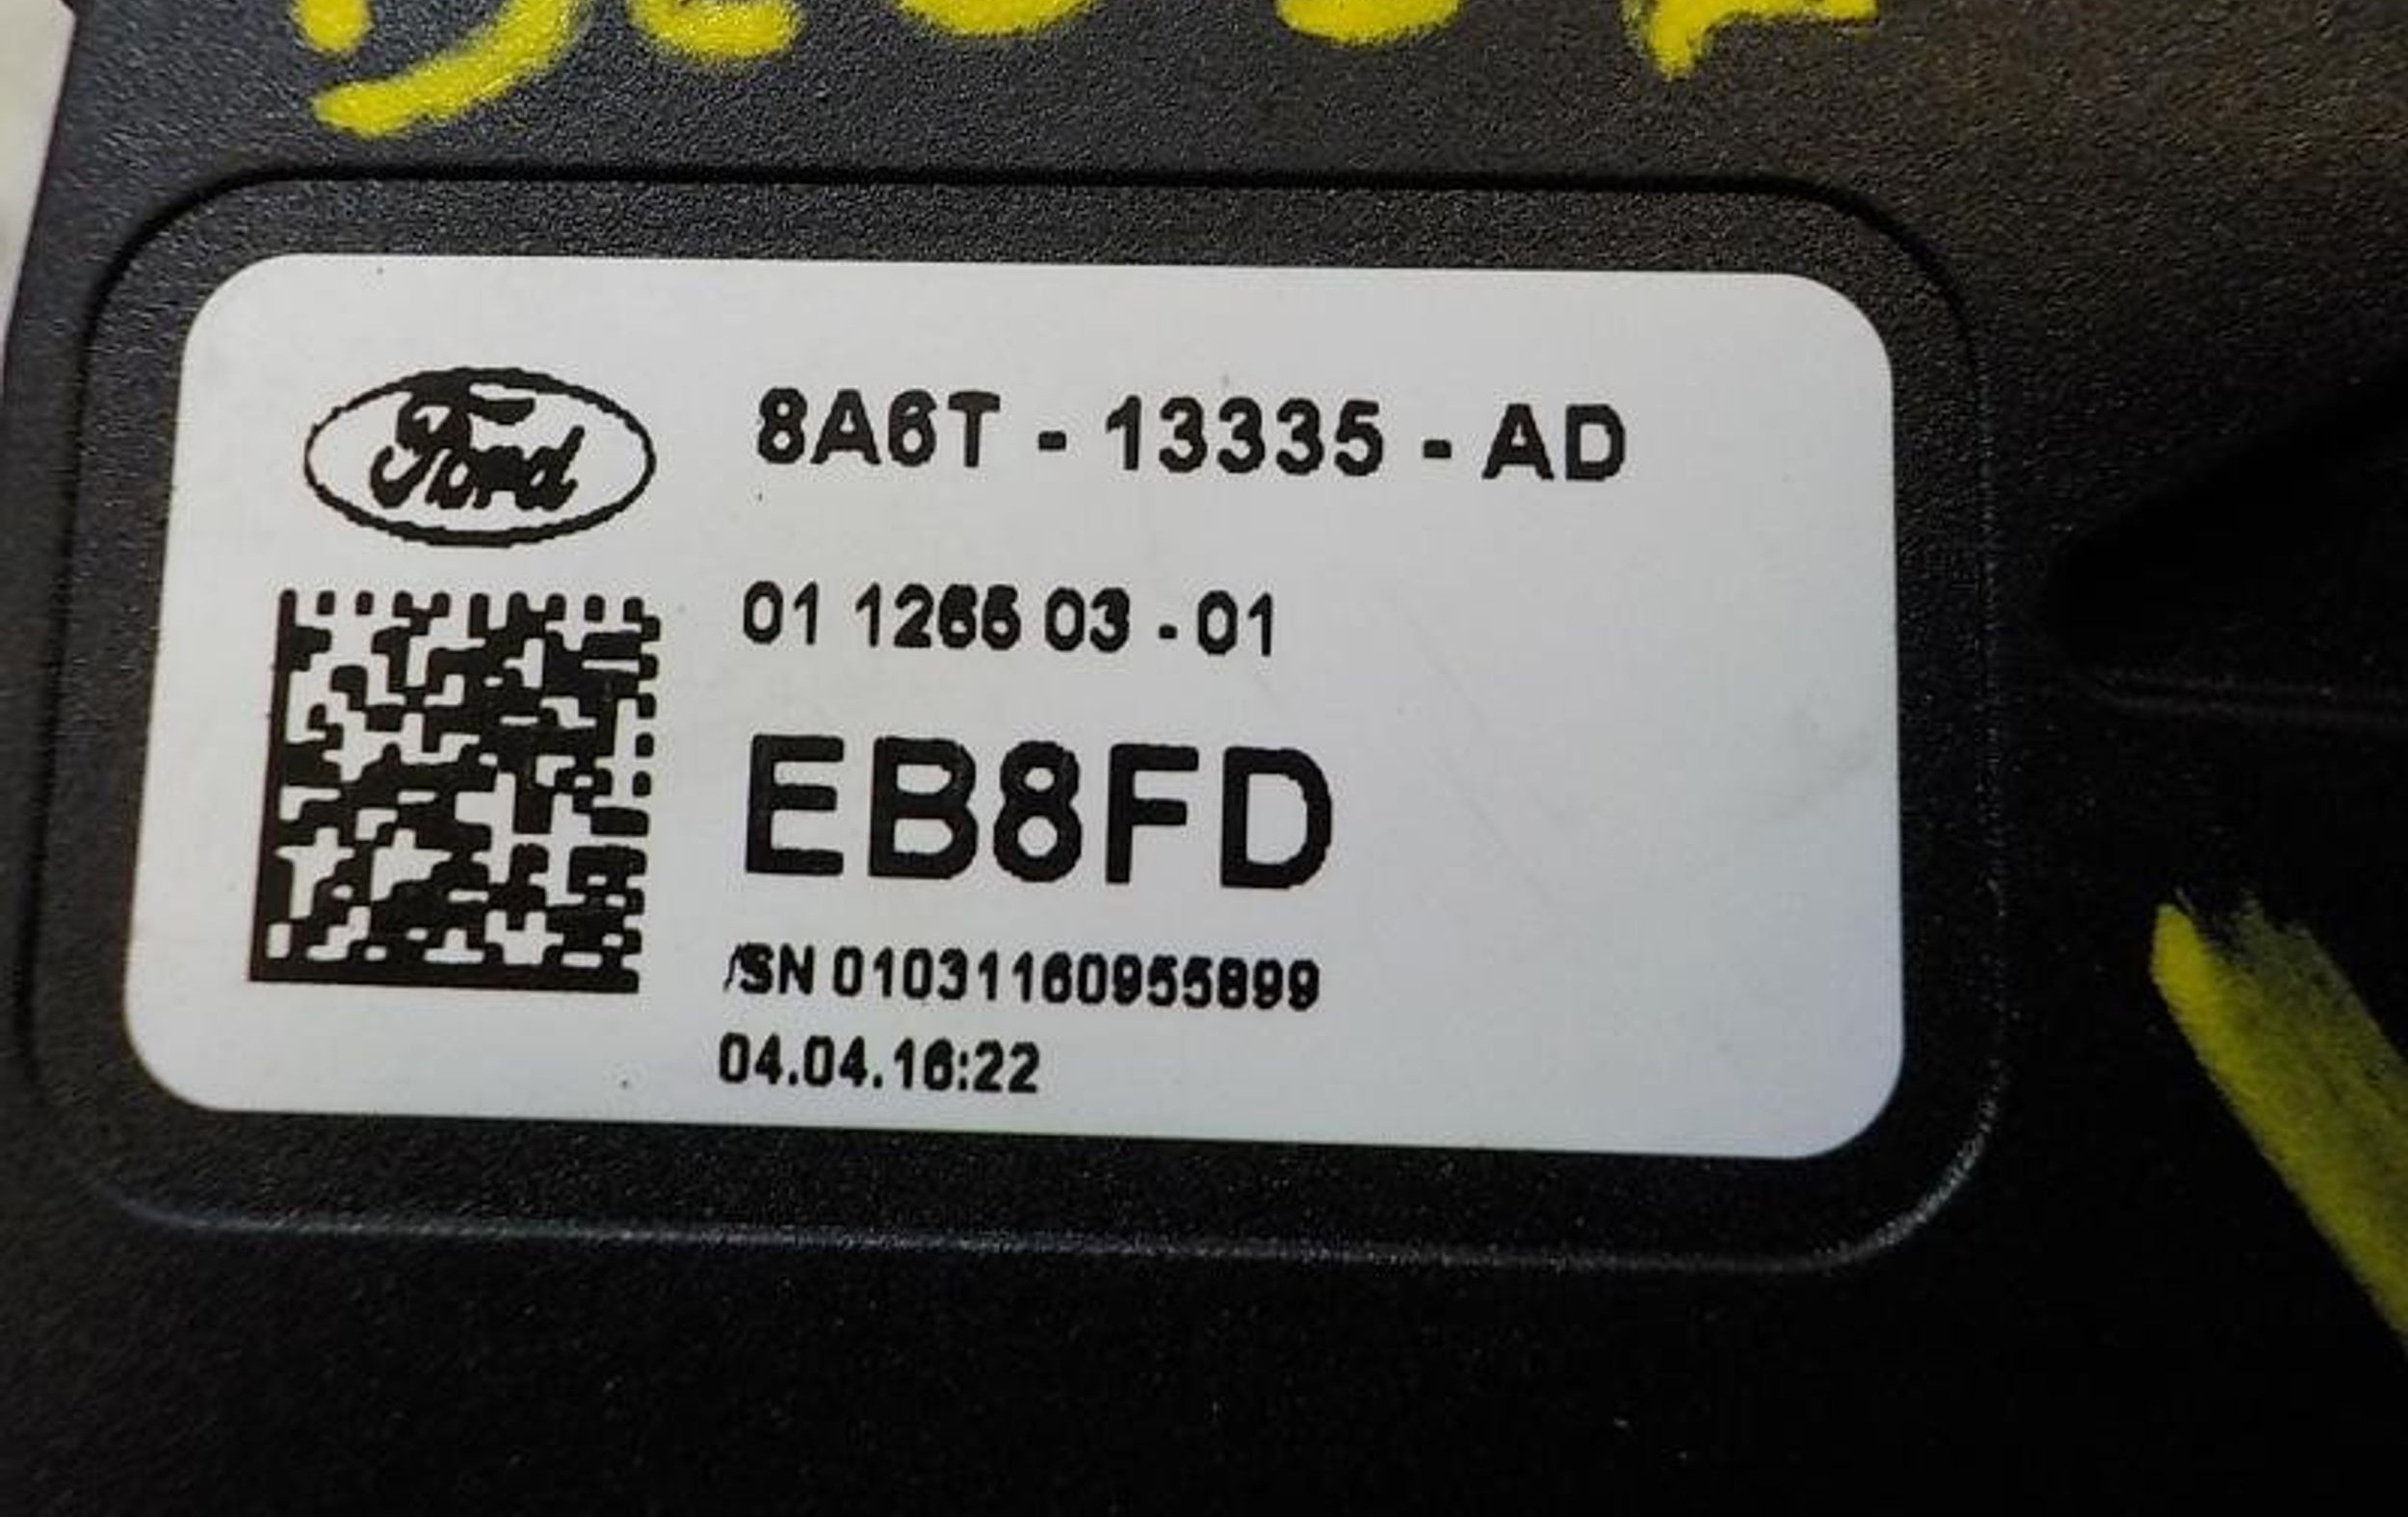 Ford
8A6T - 13335 - AD
01 1266 03 - 01
EB8FD
/SN 01031160955899
04.04.16:22